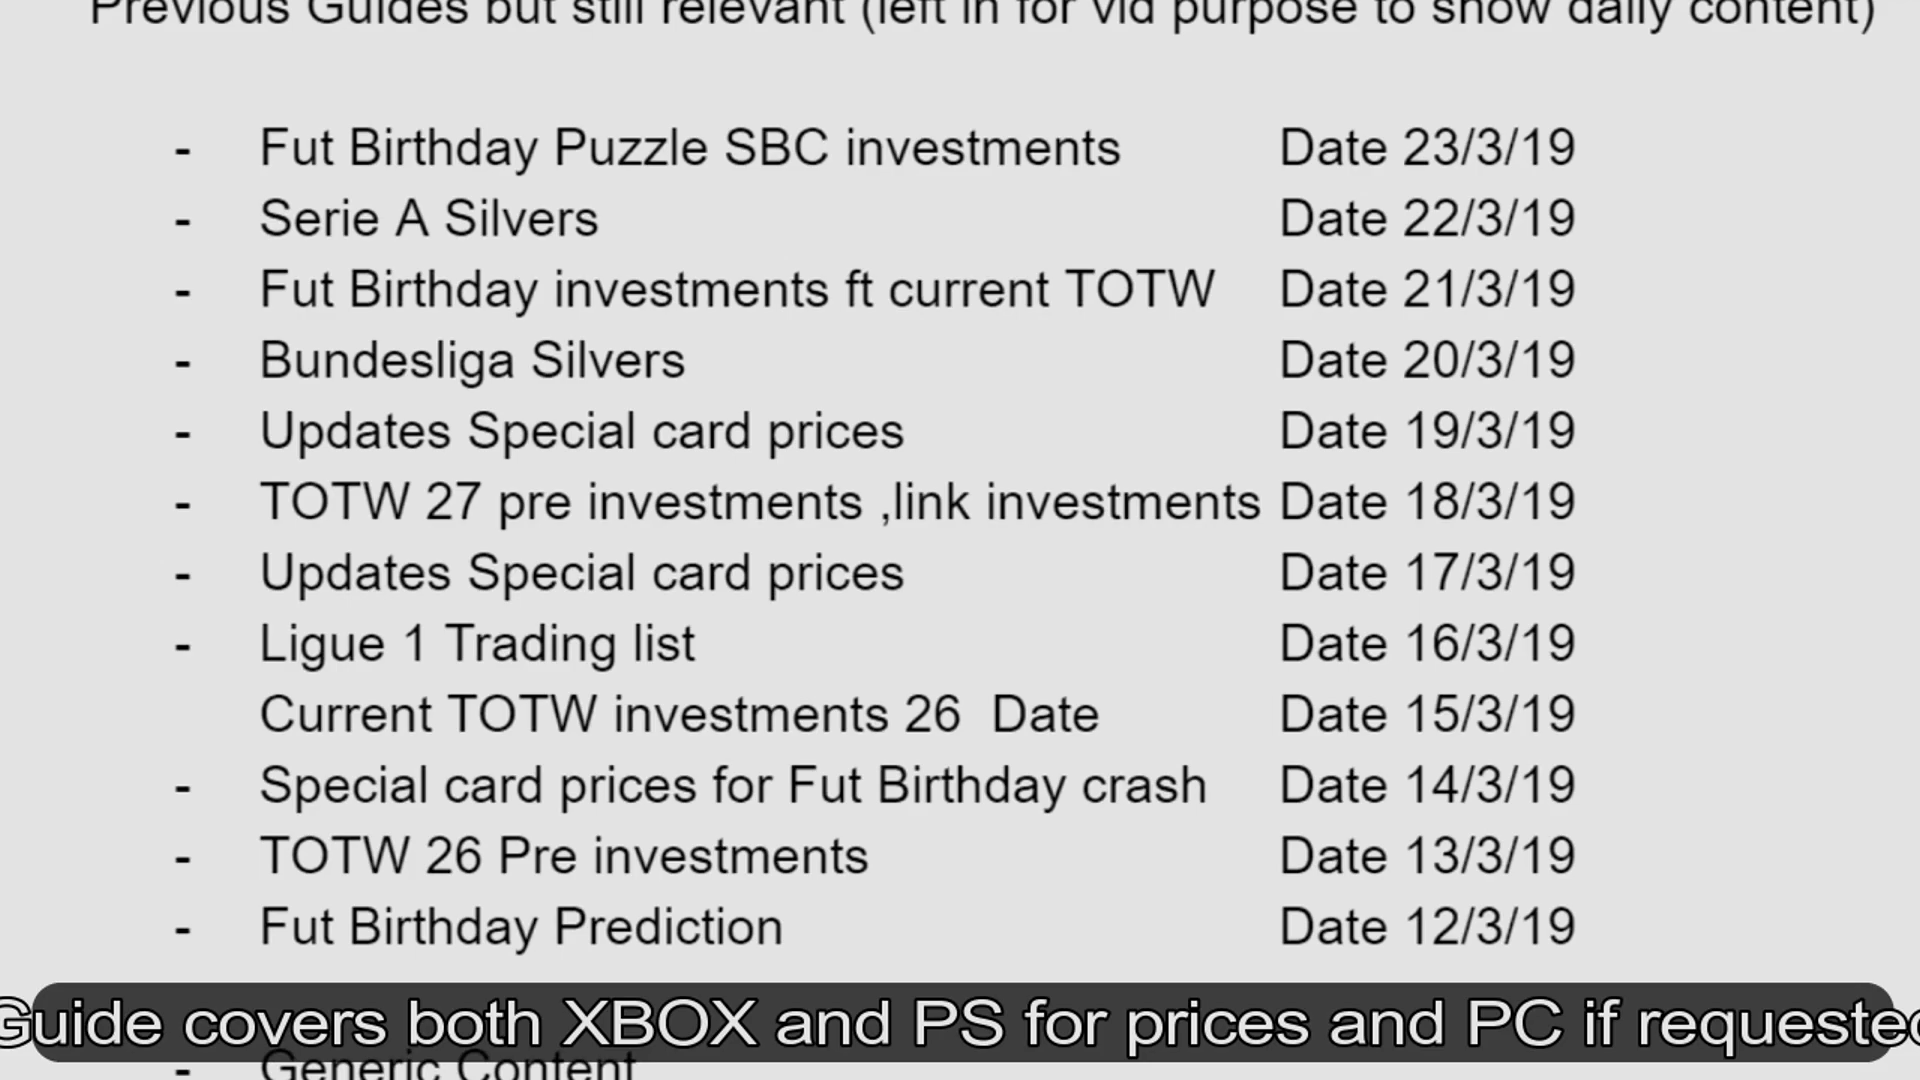 Previous Guides but still relevant (left in for vid purpose to show daily content)
- Fut Birthday Puzzle SBC investments Date 23/3/19
- Serie A Silvers Date 22/3/19
- Fut Birthday investments ft current TOTW Date 21/3/19
- Bundesliga Silvers Date 20/3/19
- Updates Special card prices Date 19/3/19
- TOTW 27 pre investments ,link investments Date 18/3/19
- Updates Special card prices Date 17/3/19
- Ligue 1 Trading list Date 16/3/19
Current TOTW investments 26 Date Date 15/3/19
- Special card prices for Fut Birthday crash Date 14/3/19
- TOTW 26 Pre investments Date 13/3/19
- Fut Birthday Prediction Date 12/3/19
Guide covers both XBOX and PS for prices and PC if requested
- Generic Content